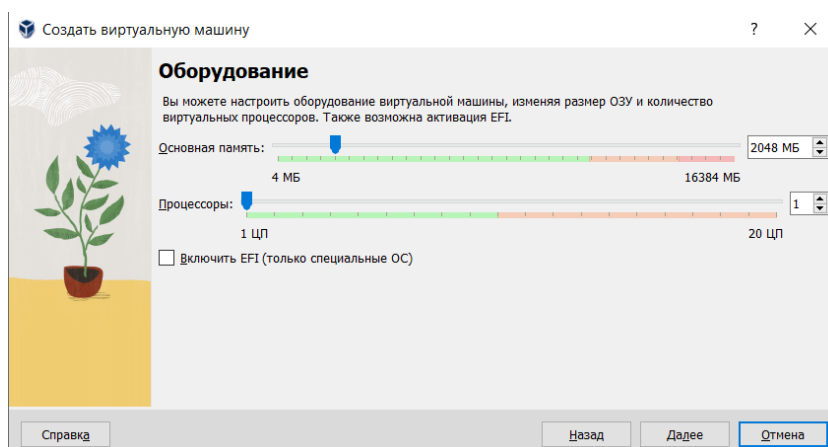 Создать виртуальную машину
?
Оборудование
Вы можете настроить оборудование виртуальной машины, изменяя размер ОЗУ и количество
виртуальных процессоров. Также возможна активация EFI.
Основная память:
2048 МБ
4 МБ
16384 МБ
Процессоры:
1
1 ЦП
20 ЦП
Включить EFI (только специальные ОС)
Справка
Назад
Далее
Отмена